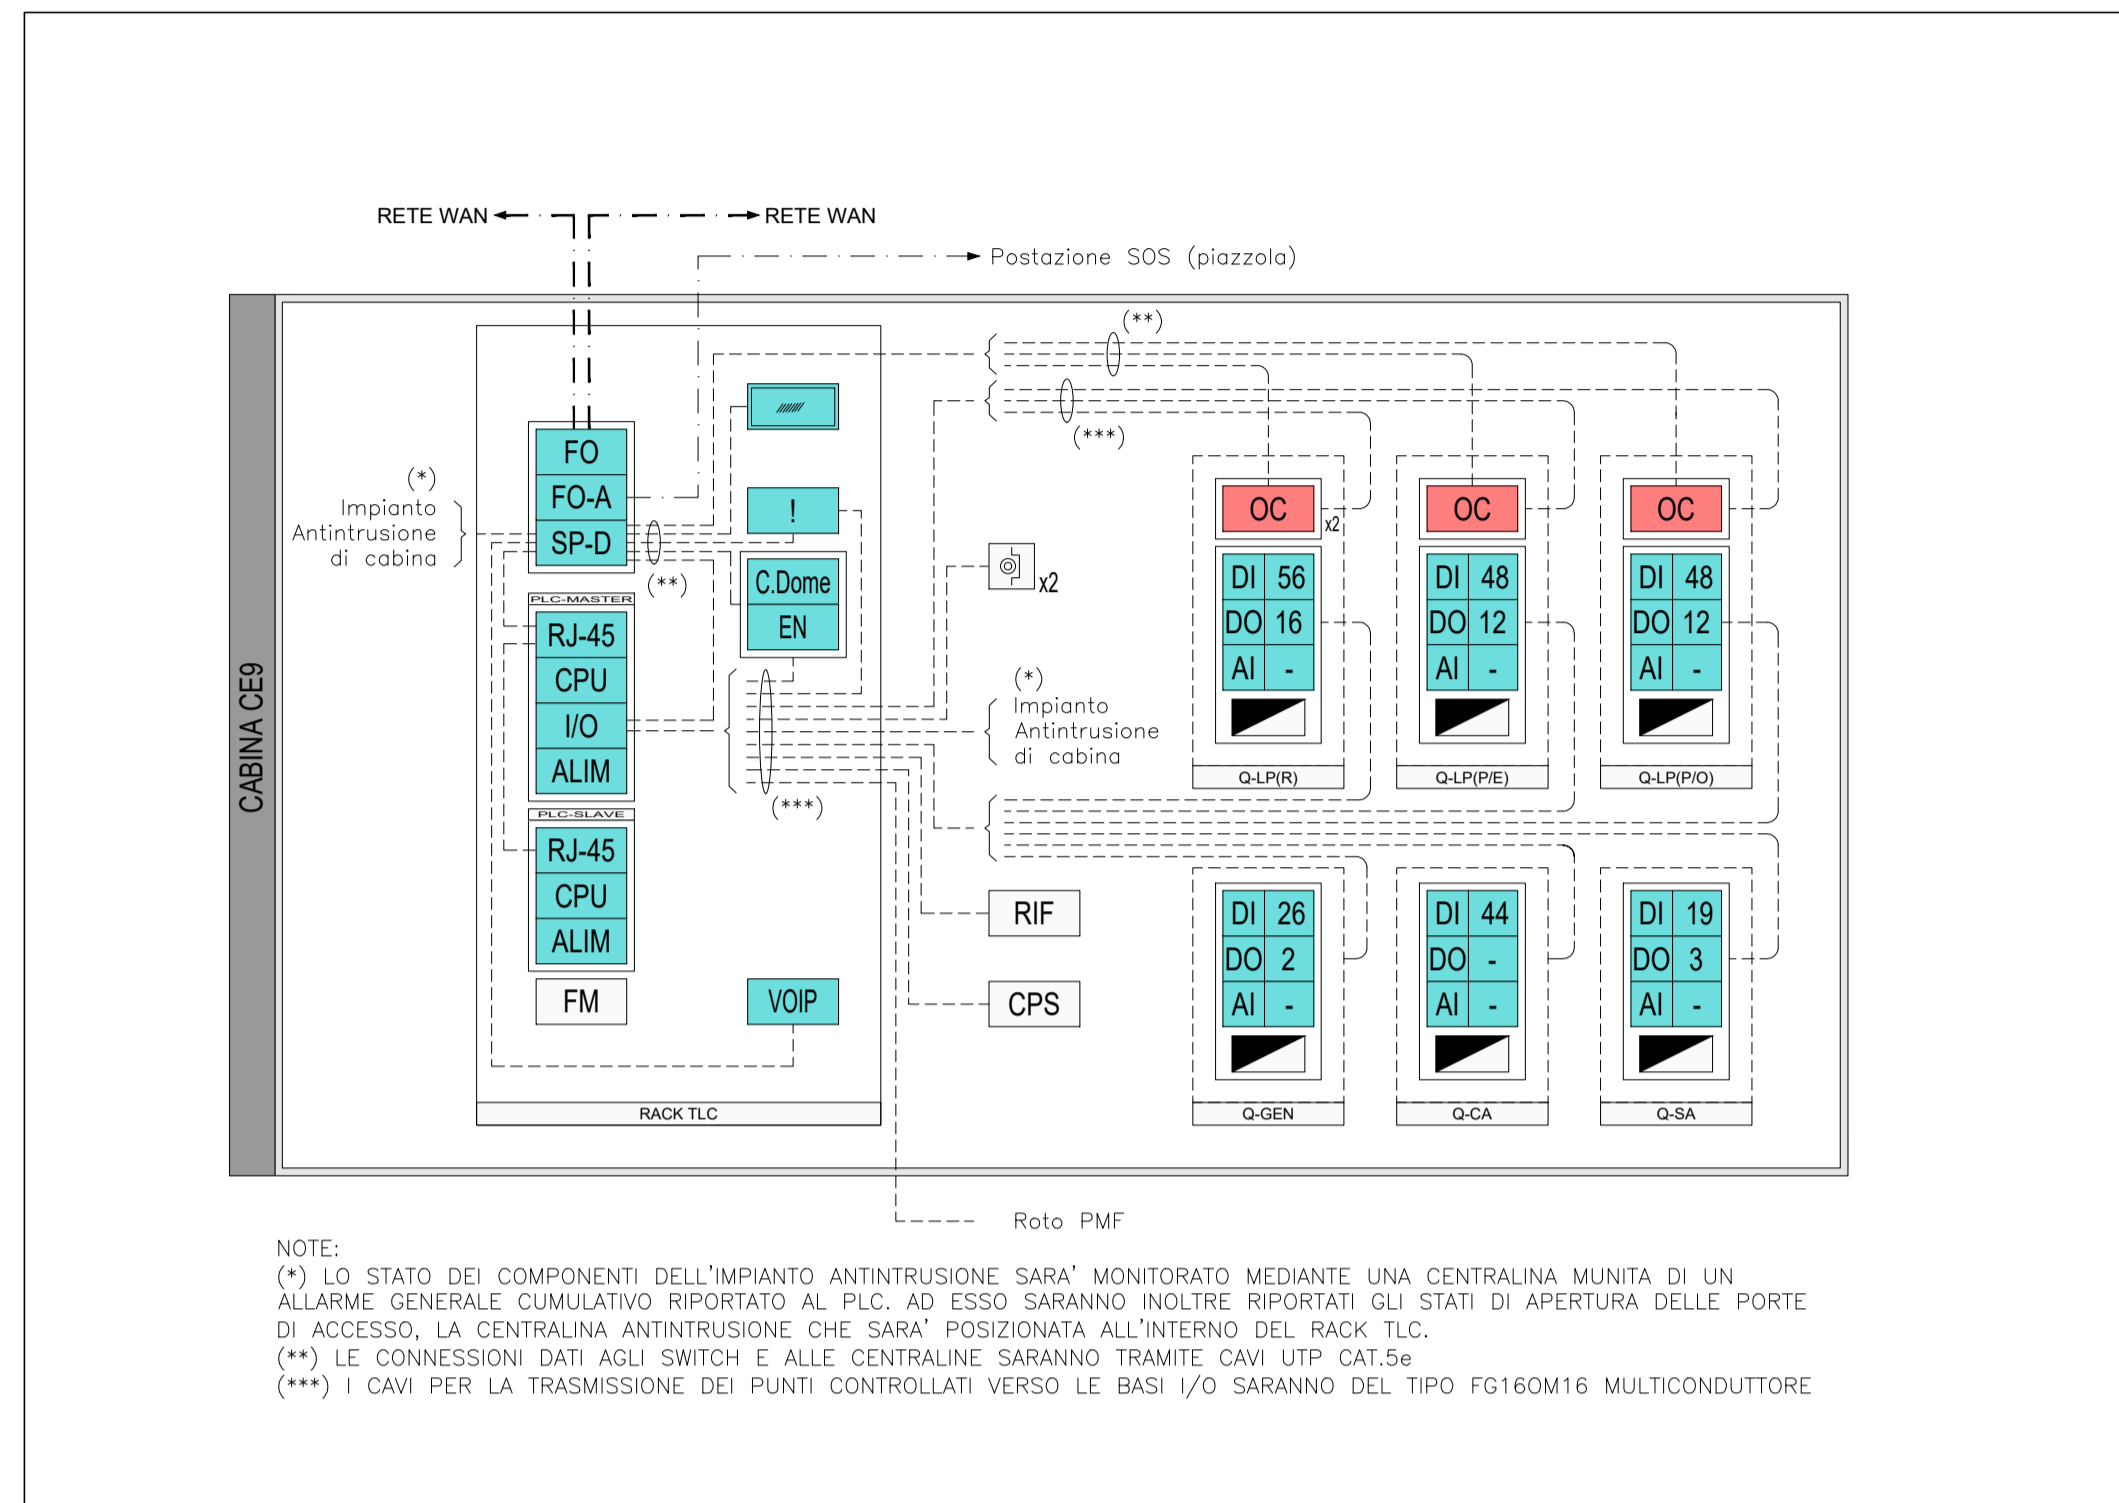 RETE WAN
RETE WAN
Postazione SOS (piazzola)
CABINA CE9
(*)
Impianto
Antintrusione
di cabina
FO
FO-A
SP-D
(**)
PLC-MASTER
RJ-45
CPU
I/O
ALIM
PLC-SLAVE
RJ-45
CPU
ALIM
FM
!
C.Dome
EN
(***)
VOIP
RACK TLC
(**)
(***)
x2
(*)
Impianto
Antintrusione
di cabina
RIF
CPS
OC
x2
DI 56
DO 16
AI -
Q-LP(R)
OC
DI 48
DO 12
AI -
Q-LP(P/E)
OC
DI 48
DO 12
AI -
Q-LP(P/O)
DI 26
DO 2
AI -
Q-GEN
DI 44
DO -
AI -
Q-CA
DI 19
DO 3
AI -
Q-SA
Roto PMF
NOTE:
(*) LO STATO DEI COMPONENTI DELL'IMPIANTO ANTINTRUSIONE SARA' MONITORATO MEDIANTE UNA CENTRALINA MUNITA DI UN
ALLARME GENERALE CUMULATIVO RIPORTATO AL PLC. AD ESSO SARANNO INOLTRE RIPORTATI GLI STATI DI APERTURA DELLE PORTE
DI ACCESSO, LA CENTRALINA ANTINTRUSIONE CHE SARA' POSIZIONATA ALL'INTERNO DEL RACK TLC.
(**) LE CONNESSIONI DATI AGLI SWITCH E ALLE CENTRALINE SARANNO TRAMITE CAVI UTP CAT.5e
(***) I CAVI PER LA TRASMISSIONE DEI PUNTI CONTROLLATI VERSO LE BASI I/O SARANNO DEL TIPO FG16OM16 MULTICONDUTTORE